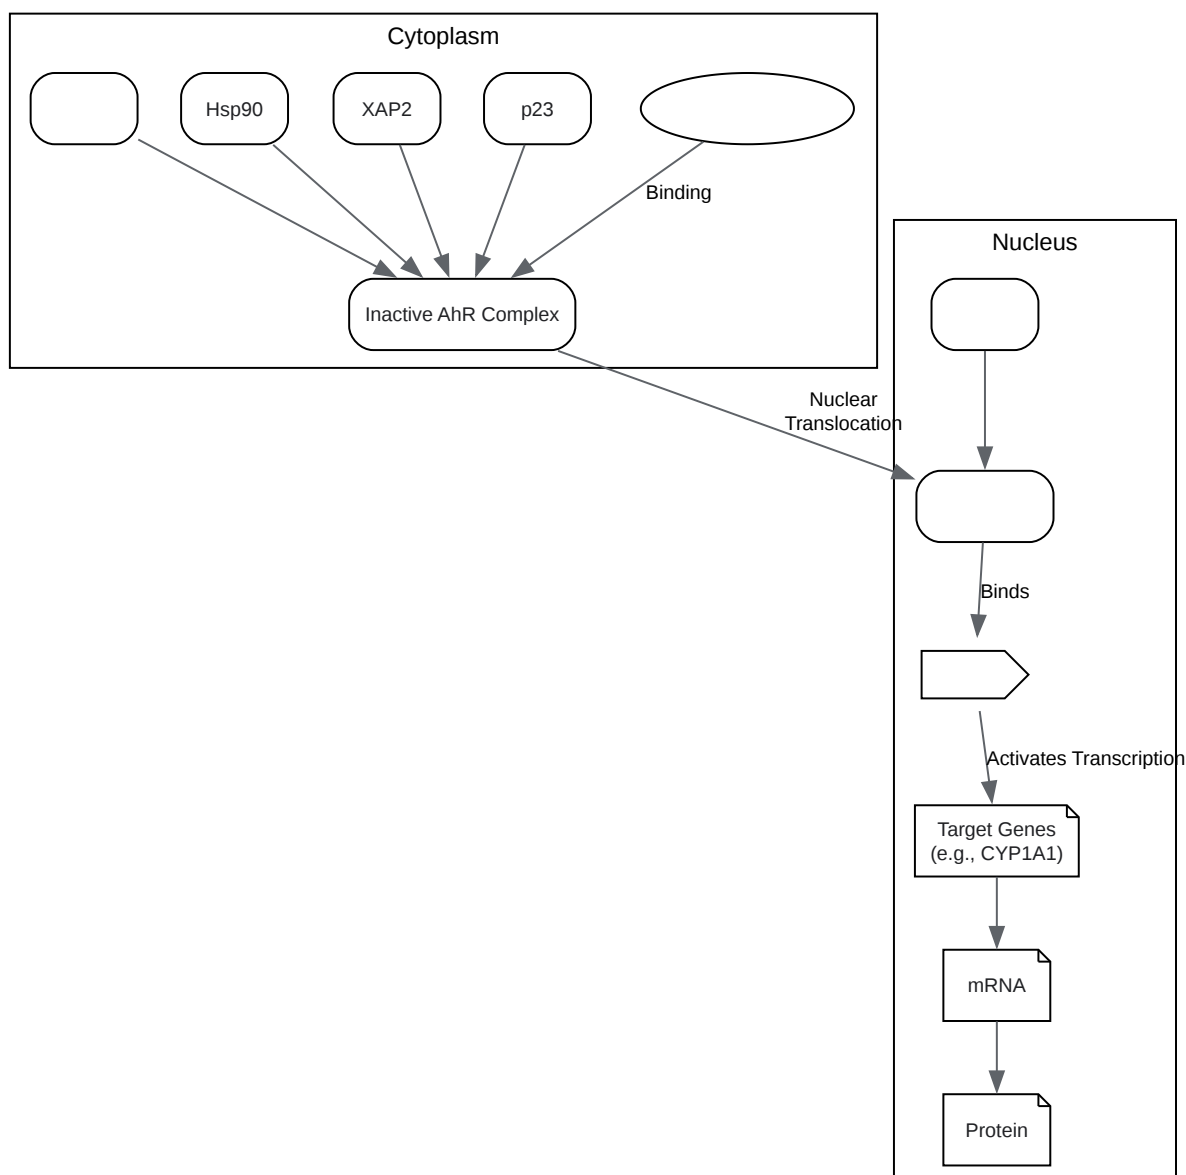 Cytoplasm
Hsp90
XAP2
p23
Binding
Inactive AhR Complex
Nucleus
Nuclear
Translocation
Binds
Activates Transcription
Target Genes
(e.g., CYP1A1)
mRNA
Protein